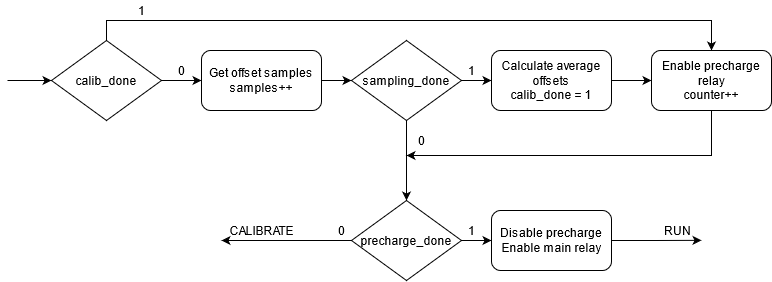 1
calib_done
0
Get offset samples
samples++
sampling_done
1
Calculate average
offsets
calib_done = 1
Enable precharge
relay
counter++
0
CALIBRATE
0
precharge_done
1
Disable precharge
Enable main relay
RUN